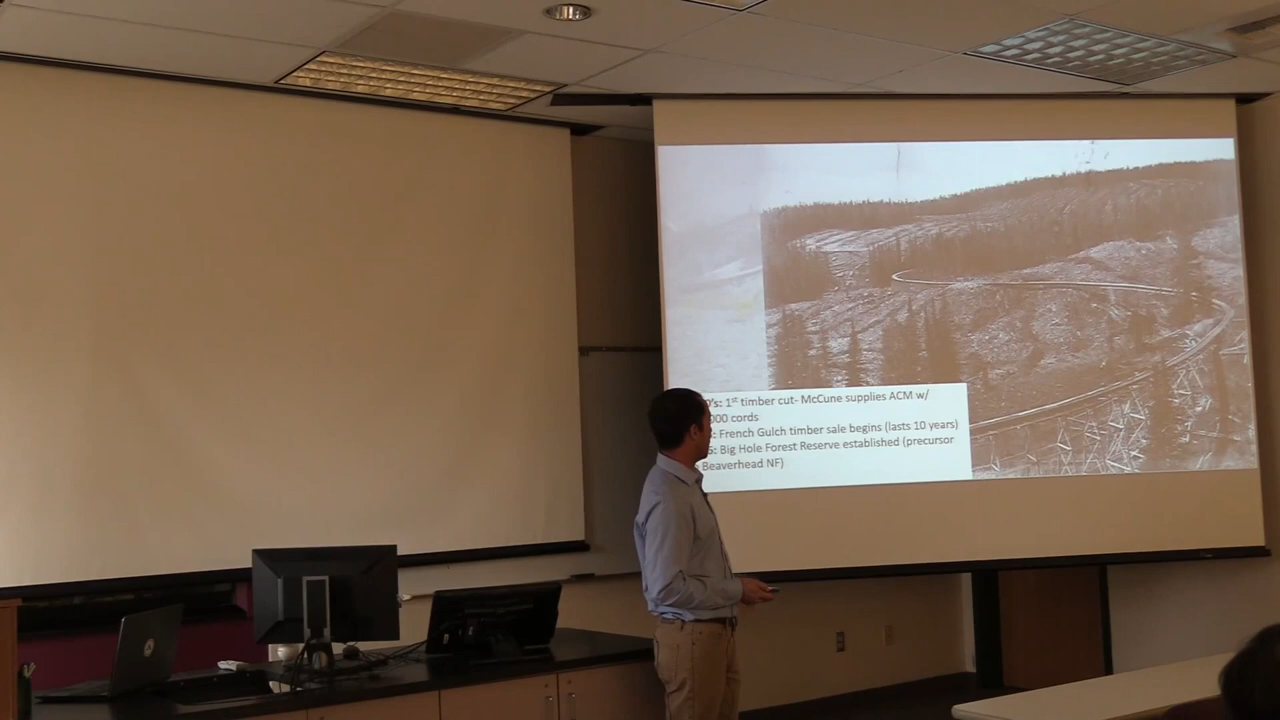 0's: 1st timber cut- McCune supplies ACM w/
000 cords
: French Gulch timber sale begins (lasts 10 years)
: Big Hole Forest Reserve established (precursor
Beaverhead NF)